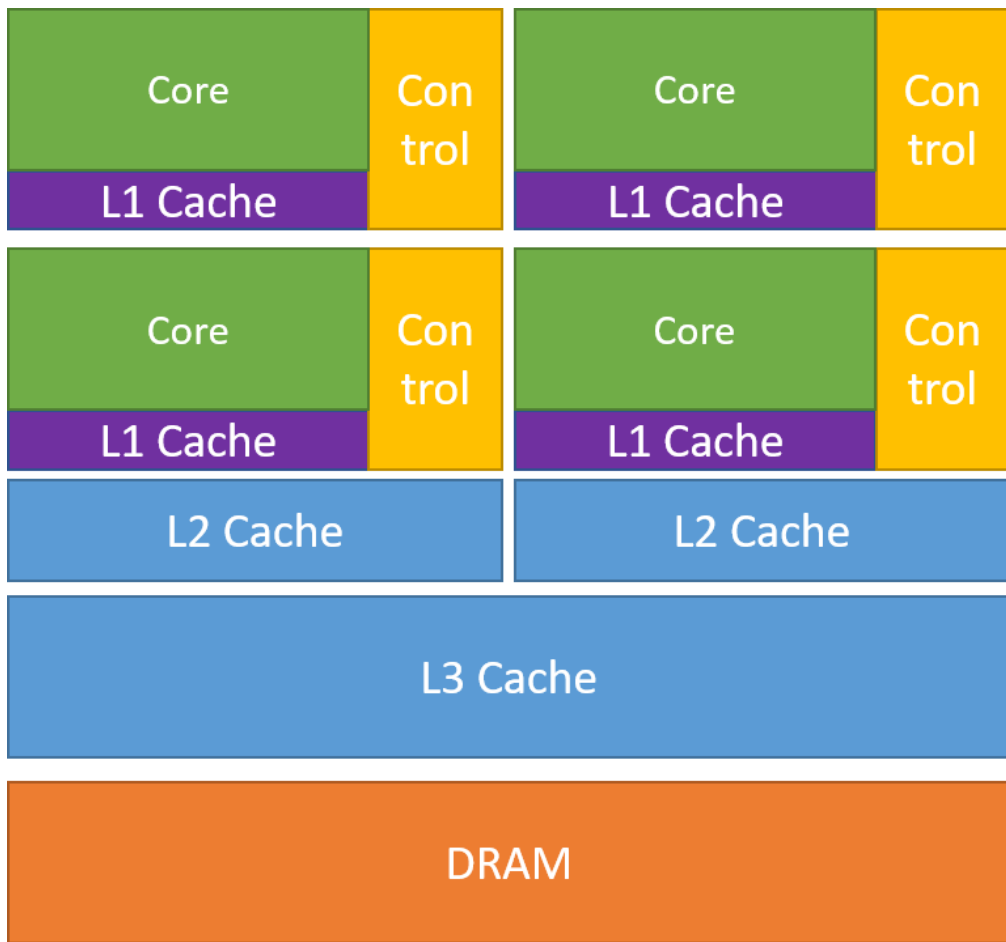 Core
Con
trol
L1 Cache
Core
Con
trol
L1 Cache
Core
Con
trol
L1 Cache
Core
Con
trol
L1 Cache
L2 Cache
L2 Cache
L3 Cache
DRAM